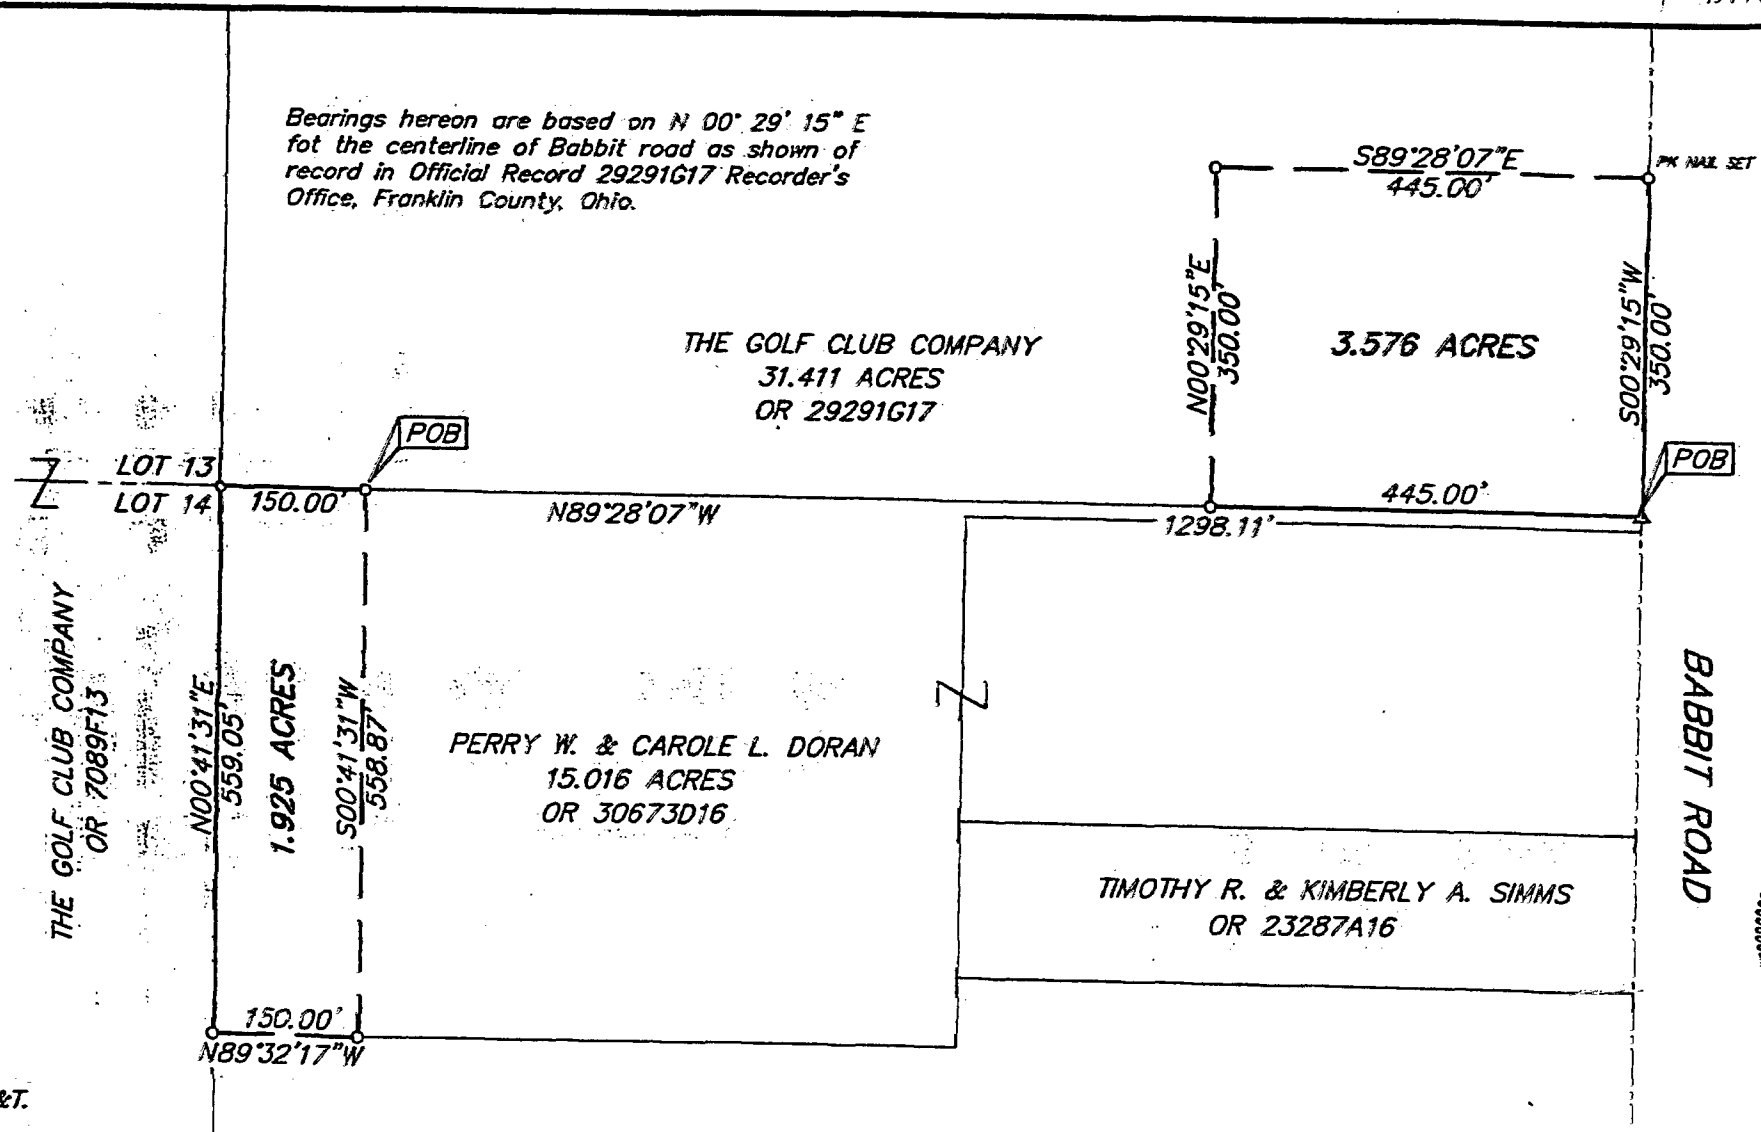 Bearings hereon are based on N 00° 29' 15" E
fot the centerline of Babbit road as shown of
record in Official Record 29291G17 Recorder's
Office, Franklin County, Ohio.
S89°28'07"E
445.00'
PK NAIL SET
N00°29'15"E
350.00'
3.576 ACRES
S00°29'15"W
350.00'
THE GOLF CLUB COMPANY
31.411 ACRES
OR 29291G17
POB
POB
LOT 13
LOT 14
150.00'
N89°28'07"W
445.00'
1298.11'
THE GOLF CLUB COMPANY
OR 7089F13
N00°41'31"E
559.05'
1.925 ACRES
S00°41'31"W
558.87'
PERRY W. & CAROLE L. DORAN
15.016 ACRES
OR 30673D16
BABBIT ROAD
TIMOTHY R. & KIMBERLY A. SIMMS
OR 23287A16
150.00'
N89°32'17"W
&T.